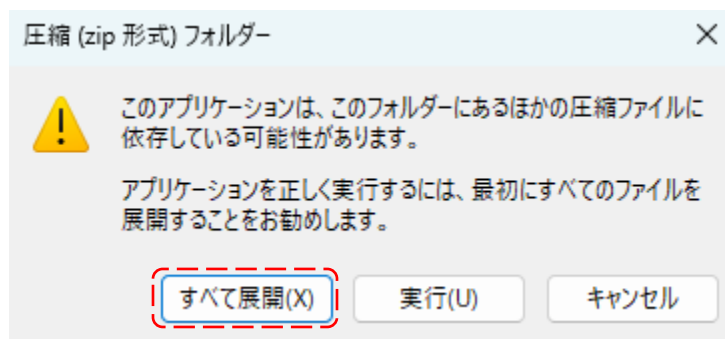 圧縮 (zip 形式) フォルダー
このアプリケーションは、このフォルダーにあるほかの圧縮ファイルに
依存している可能性があります。
アプリケーションを正しく実行するには、最初にすべてのファイルを
展開することをお勧めします。
すべて展開(X) 実行(U) キャンセル